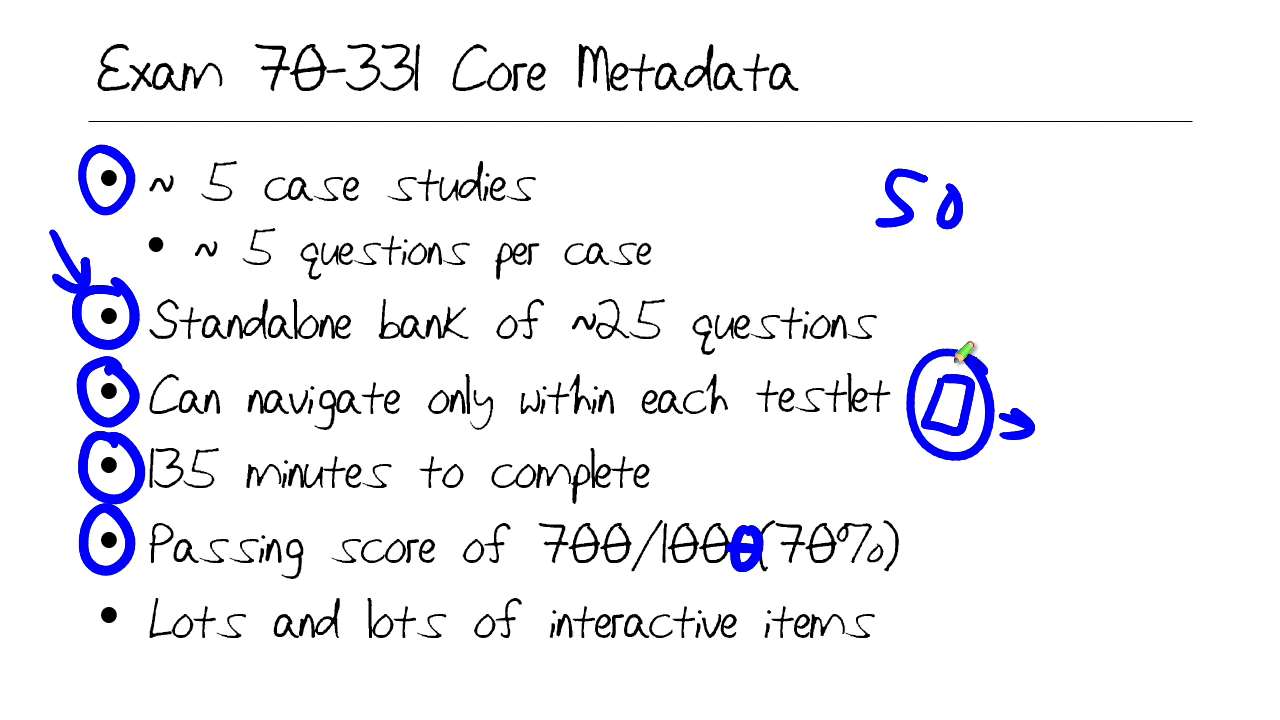 Exam 70-331 Core Metadata
• ~ 5 case studies
50
• ~ 5 questions per case
• Standalone bank of ~25 questions
• Can navigate only within each testlet
• 135 minutes to complete
• Passing score of 700/1000(70%)
• Lots and lots of interactive items